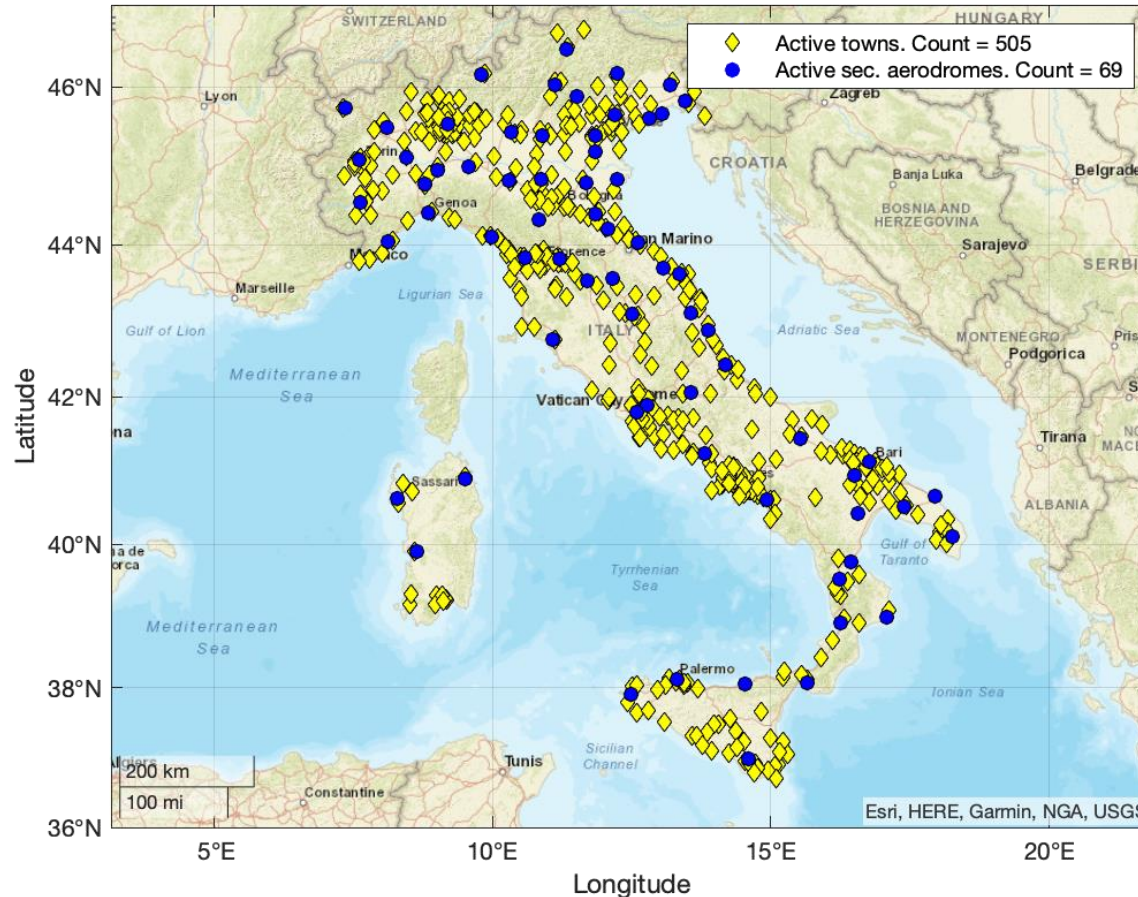 SWITZERLAND
HUNGARY
Active towns. Count = 505
Active sec. aerodromes. Count = 69
46°N
Lyon
Zagreb
CROATIA
Banja Luka
Belgrade
BOSNIA AND
HERZEGOVINA
Genoa
Sarajevo
44°N
San Marino
Florence
SERBI
Marseille
Ligurian Sea
Gulf of Lion
ITALY
Adriatic Sea
MONTENEGRO
Podgorica
Mediterranean
Sea
42°N
Vatican City
Tirana
Bari
Latitude
Sassari
ALBANIA
40°N
Gulf of
Taranto
Tyrrhenian
Sea
Mediterranean
Sea
Palermo
38°N
Ionian Sea
Sicilian
Channel
Tunis
200 km
Constantine
100 mi
Esri, HERE, Garmin, NGA, USGS
36°N
5°E
10°E
15°E
20°E
Longitude